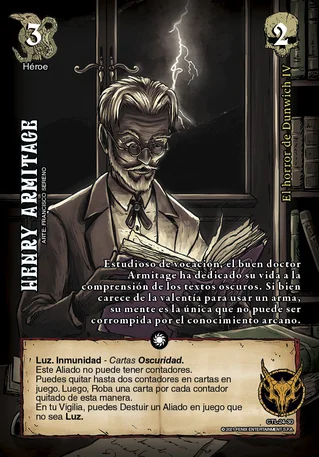 3
Héroe
2
El horror de Dunwich IV
HENRY ARMITAGE
ARTE: FRANCISCO SERENO
Estudioso de vocación, el buen doctor
Armitage ha dedicado su vida a la
comprensión de los textos oscuros. Si bien
carece de la valentía para usar un arma,
su mente es la única que no puede ser
corrompida por el conocimiento arcano.
Luz. Inmunidad - Cartas Oscuridad.
Este Aliado no puede tener contadores.
Puedes quitar hasta dos contadores en cartas en
juego. Luego, Roba una carta por cada contador
quitado de esta manera.
En tu Vigilia, puedes Destuir un Aliado en juego que
no sea Luz.
© 2021 FENIX ENTERTAINMENT S.P.A.